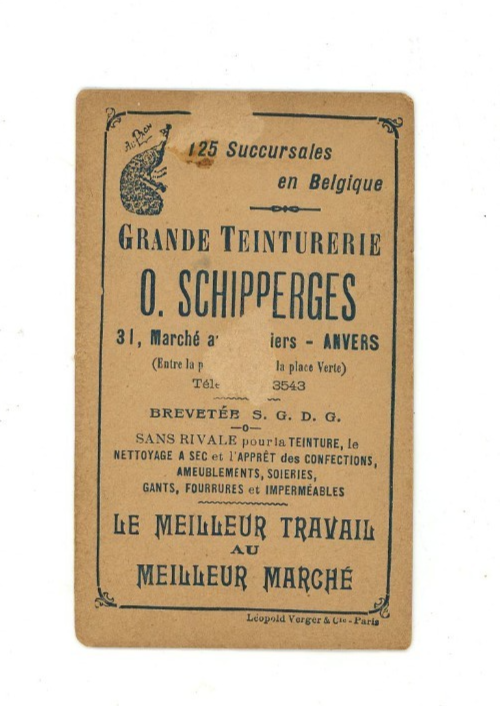 Au Paon
125 Succursales
en Belgique
GRANDE TEINTURERIE
O. SCHIPPERGES
31, Marché a iers - ANVERS
(Entre la p la place Verte)
Télé 3543
BREVETÉE S. G. D. G.
—o—
SANS RIVALE pour la TEINTURE, le
NETTOYAGE A SEC et l'APPRÊT des CONFECTIONS,
AMEUBLEMENTS, SOIERIES,
GANTS, FOURRURES et IMPERMÉABLES
LE MEILLEUR TRAVAIL
AU
MEILLEUR MARCHÉ
Léopold Verger & Cie - Paris